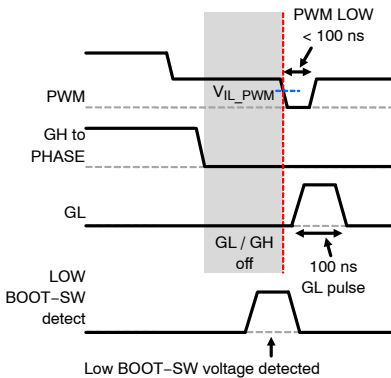 PWM LOW
< 100 ns
VIL_PWM
PWM
GH to
PHASE
GL
GL / GH
off
100 ns
GL pulse
LOW
BOOT–SW
detect
Low BOOT–SW voltage detected